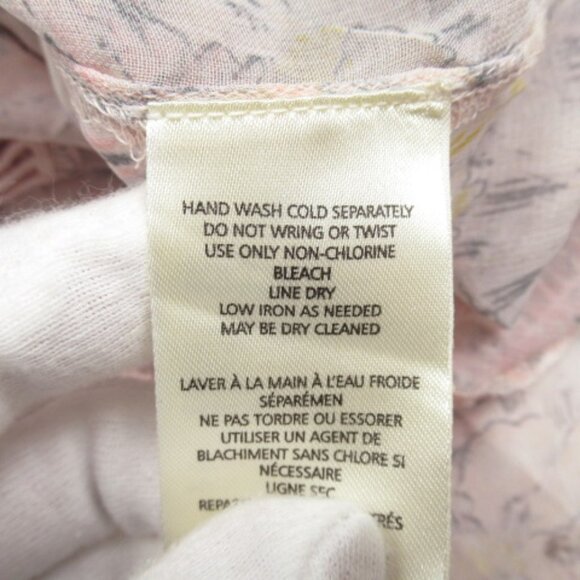 HAND WASH COLD SEPARATELY
DO NOT WRING OR TWIST
USE ONLY NON-CHLORINE
BLEACH
LINE DRY
LOW IRON AS NEEDED
MAY BE DRY CLEANED
LAVER À LA MAIN À L'EAU FROIDE
SÉPARÉMEN
NE PAS TORDRE OU ESSORER
UTILISER UN AGENT DE
BLACHIMENT SANS CHLORE SI
NÉCESSAIRE
LIGNE SEC